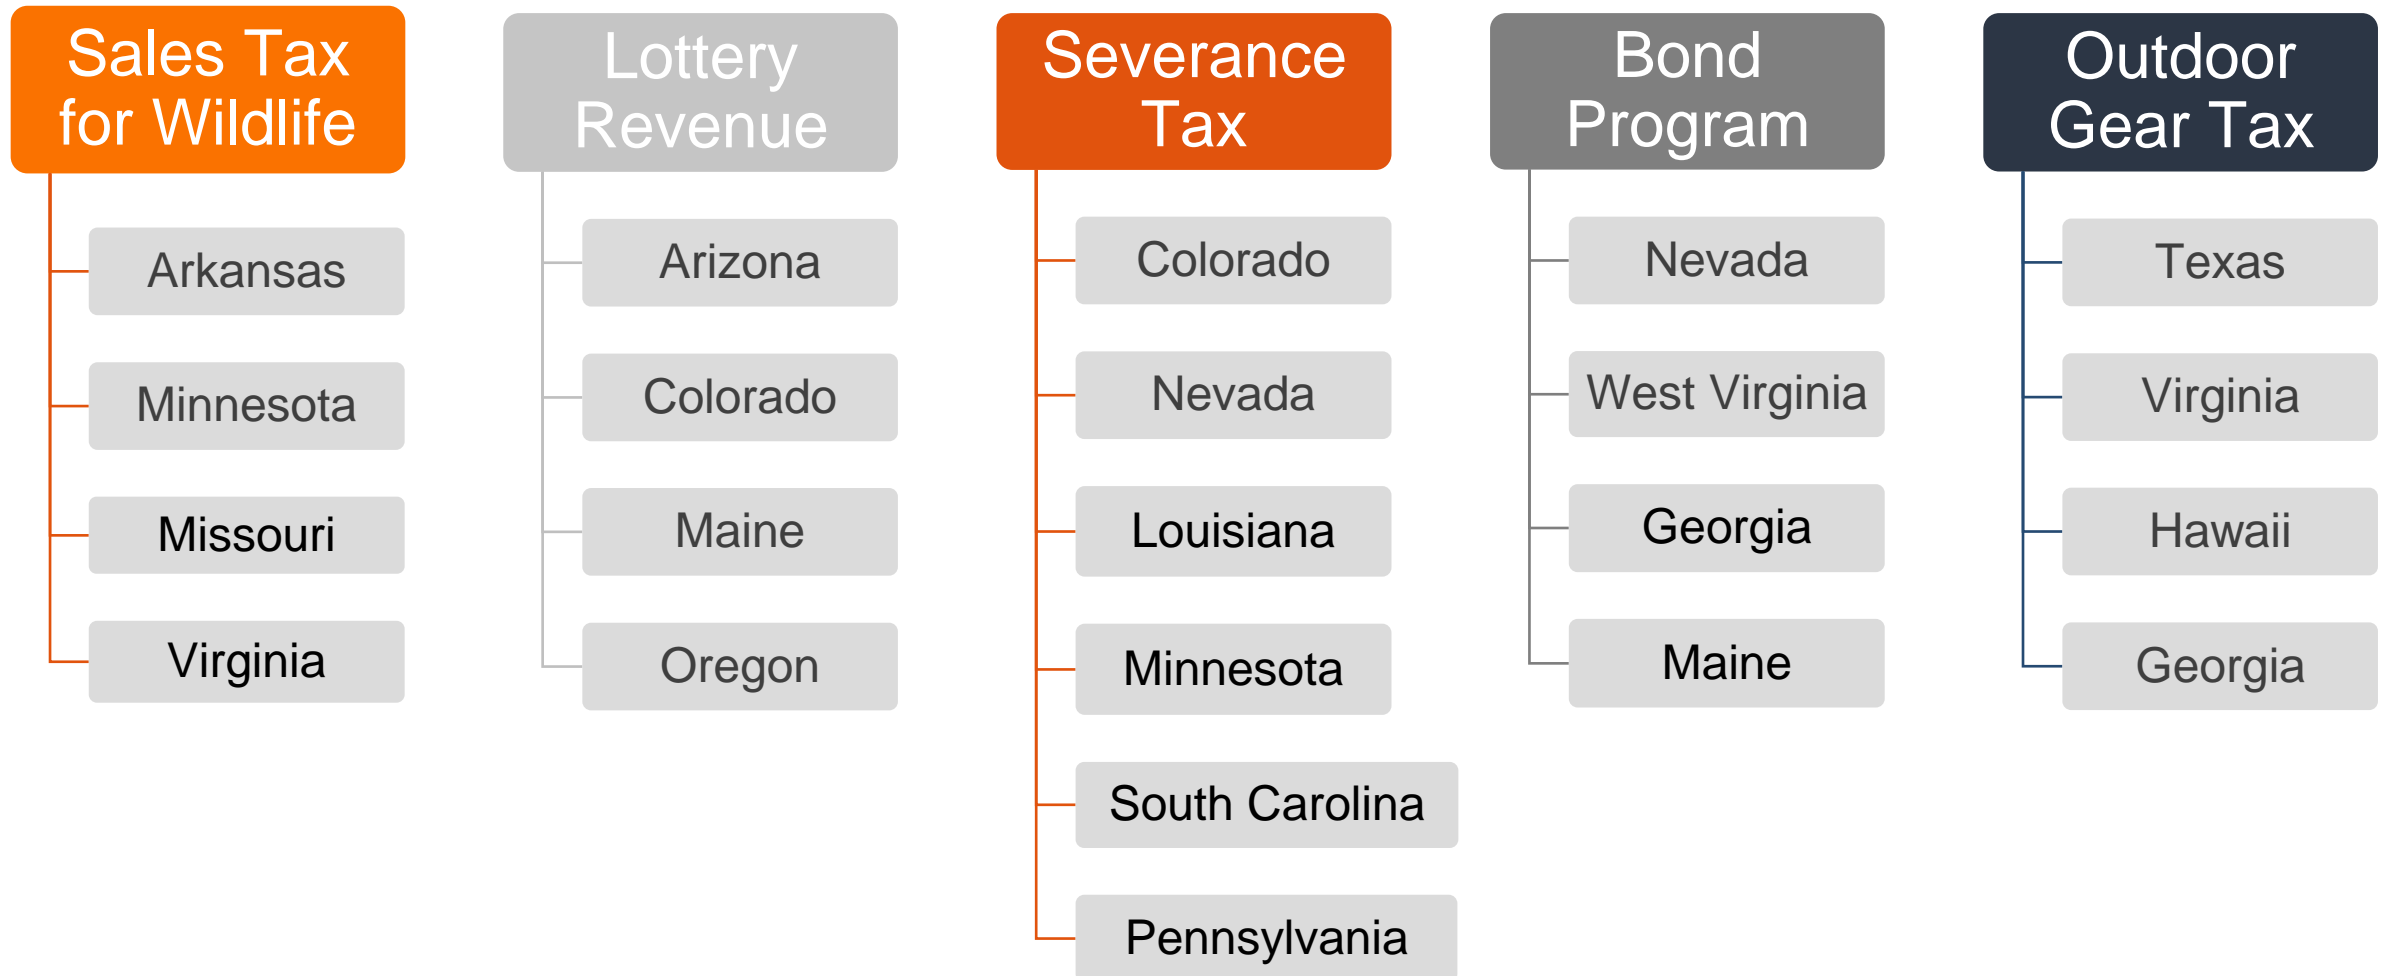 Sales Tax
for Wildlife
Arkansas
Minnesota
Missouri
Virginia
Lottery
Revenue
Arizona
Colorado
Maine
Oregon
Severance
Tax
Colorado
Nevada
Louisiana
Minnesota
South Carolina
Pennsylvania
Bond
Program
Nevada
West Virginia
Georgia
Maine
Outdoor
Gear Tax
Texas
Virginia
Hawaii
Georgia